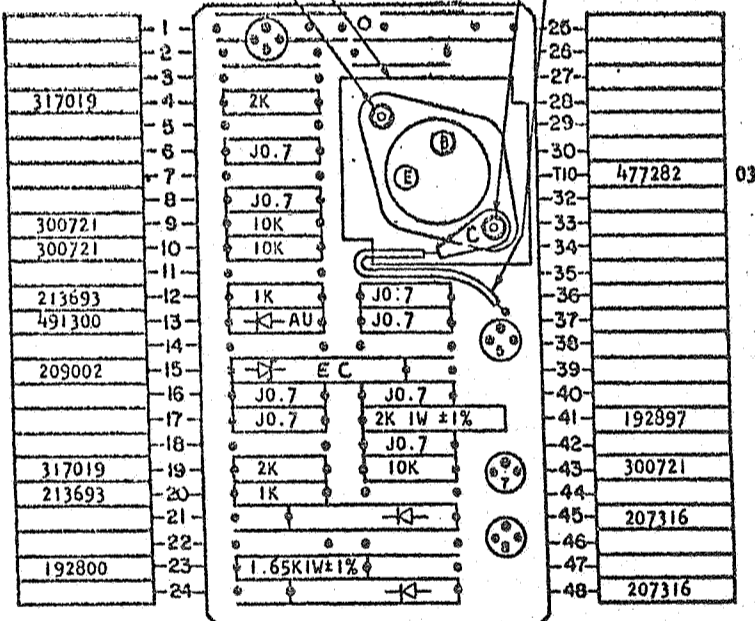 1 25
2 26
3 27
317019 4 2K 28
5 29
6 J0.7 B 30
7 E T10 477282 03
8 J0.7 32
300721 9 10K C 33
300721 10 10K 34
11 35
213693 12 1K J0.7 36
491300 13 AU J0.7 37
14 5 38
209002 15 E C 39
16 J0.7 J0.7 40
17 J0.7 2K 1W ±1% 41 192897
18 J0.7 42
317019 19 2K 10K 7 43 300721
213693 20 1K 44
21 45 207316
22 8 46
192800 23 1.65K1W±1% 47
24 48 207316